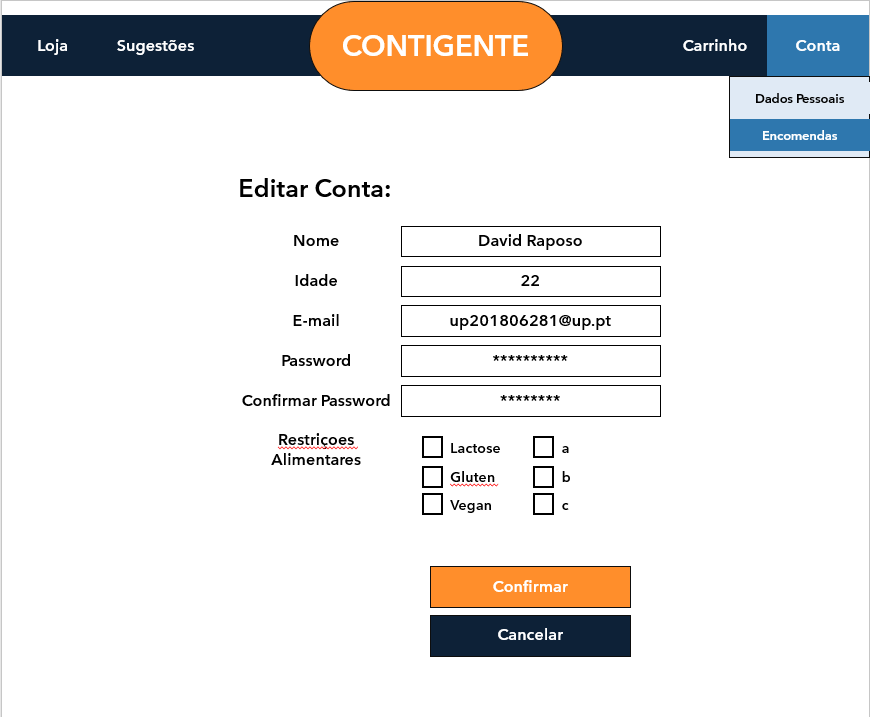 Loja
Sugestões
CONTIGENTE
Carrinho
Conta
Dados Pessoais
Encomendas
Editar Conta:
Nome
David Raposo
Idade
22
E-mail
up201806281@up.pt
Password
**********
Confirmar Password
********
Restriçoes
Alimentares
Lactose
a
Gluten
b
Vegan
c
Confirmar
Cancelar